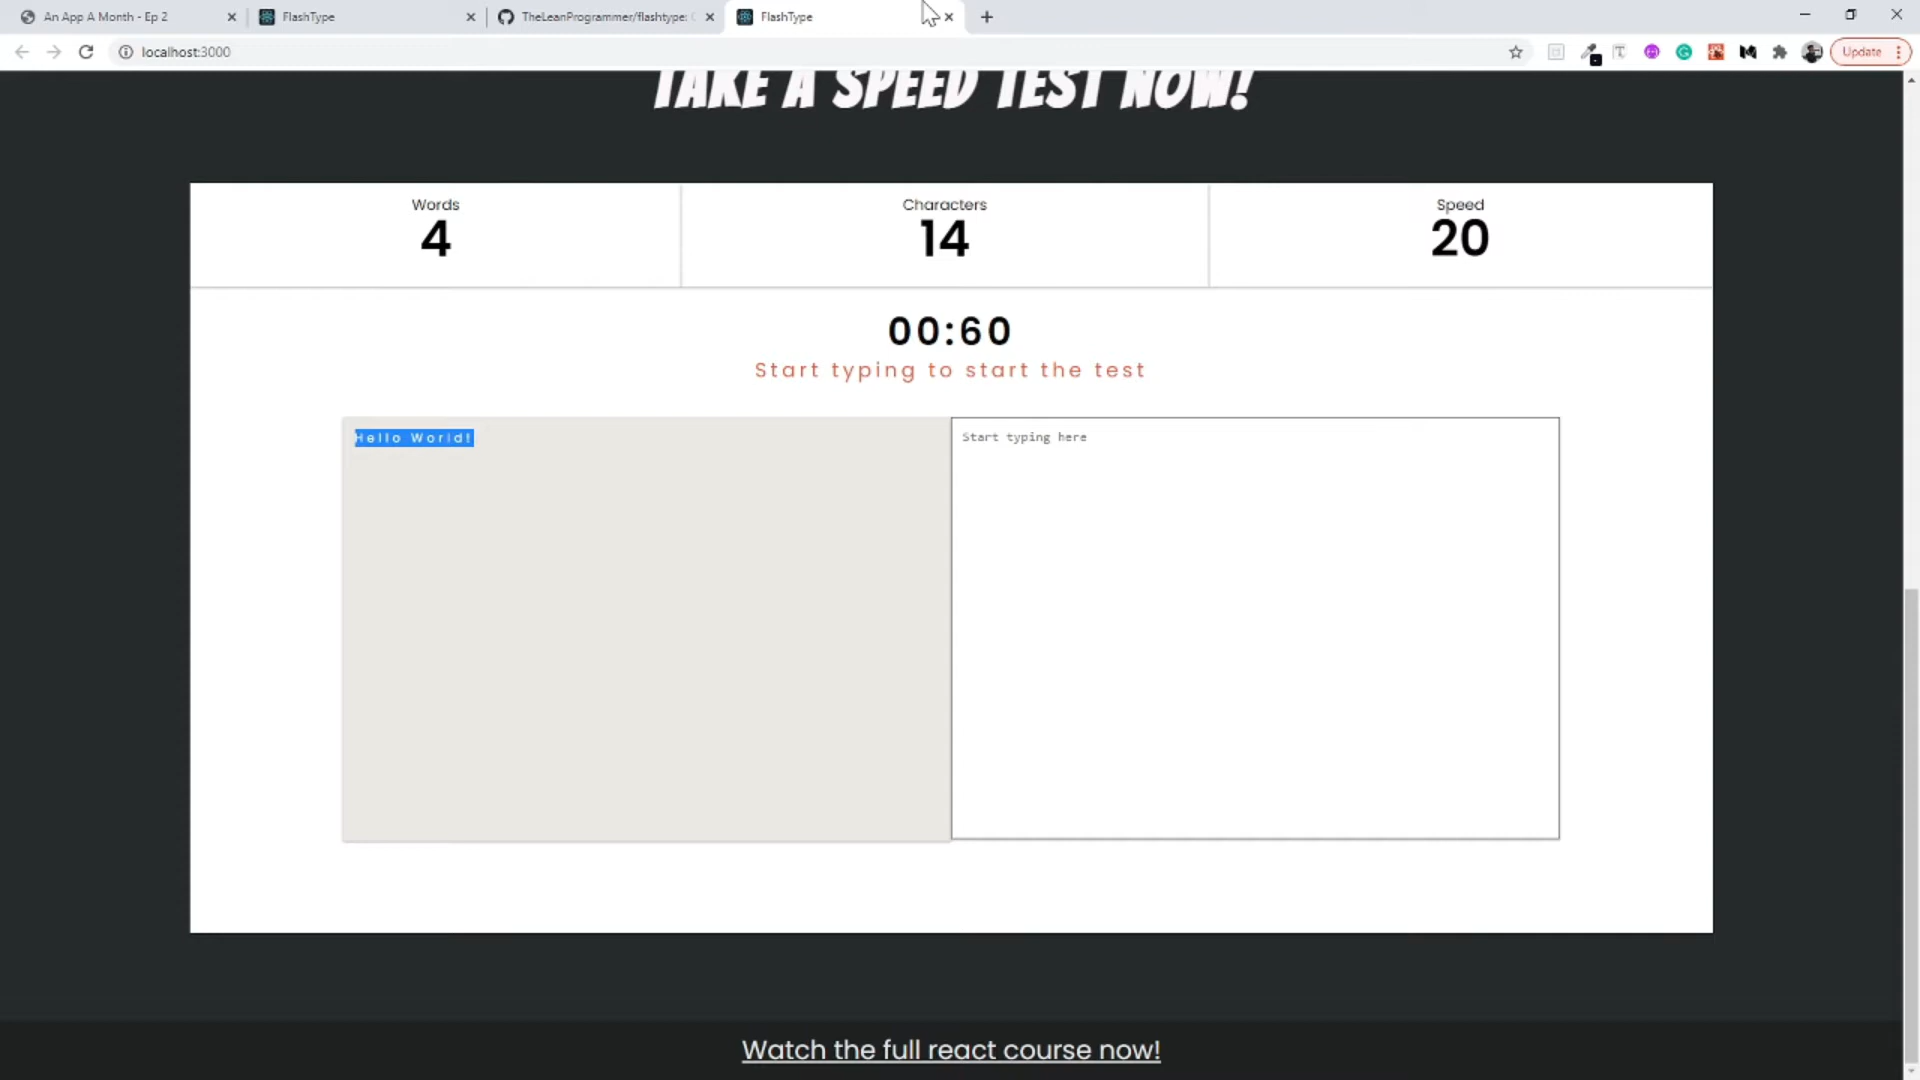 An App A Month - Ep 2
FlashType
TheLeanProgrammer/flashtype:
FlashType
localhost:3000
Update
TAKE A SPEED TEST NOW!
Words
4
Characters
14
Speed
20
00:60
Start typing to start the test
Hello World!
Start typing here
Watch the full react course now!